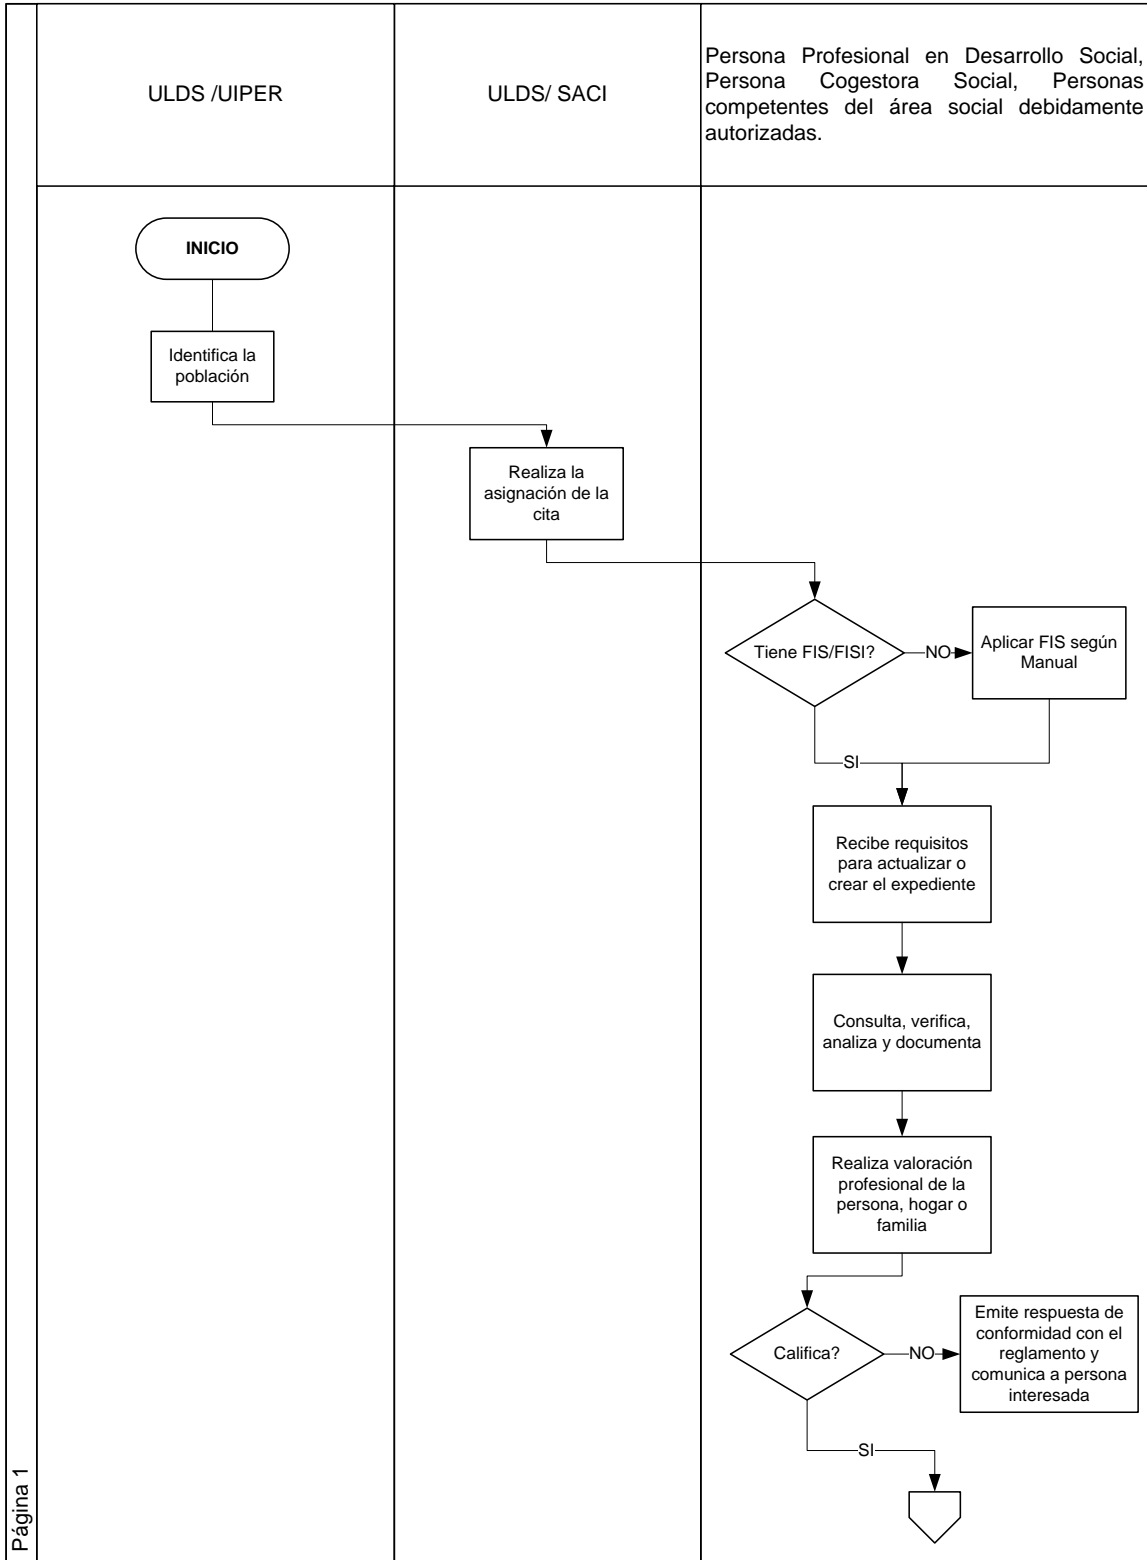 ULDS /UIPER
ULDS/ SACI
Persona Profesional en Desarrollo Social,
Persona Cogestora Social, Personas
competentes del área social debidamente
autorizadas.
INICIO
Identifica la
población
Realiza la
asignación de la
cita
Tiene FIS/FISI?
NO
Aplicar FIS según
Manual
SI
Recibe requisitos
para actualizar o
crear el expediente
Consulta, verifica,
analiza y documenta
Realiza valoración
profesional de la
persona, hogar o
familia
Califica?
NO
Emite respuesta de
conformidad con el
reglamento y
comunica a persona
interesada
SI
Página 1